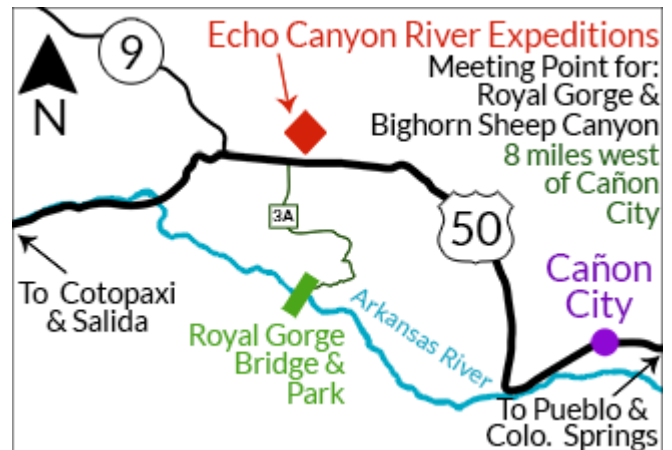 9
Echo Canyon River Expeditions
Meeting Point for:
Royal Gorge &
Bighorn Sheep Canyon
8 miles west
of Cañon
City
N
3A
50
Cañon
City
To Cotopaxi
& Salida
Royal Gorge
Bridge &
Park
Arkansas River
To Pueblo &
Colo. Springs